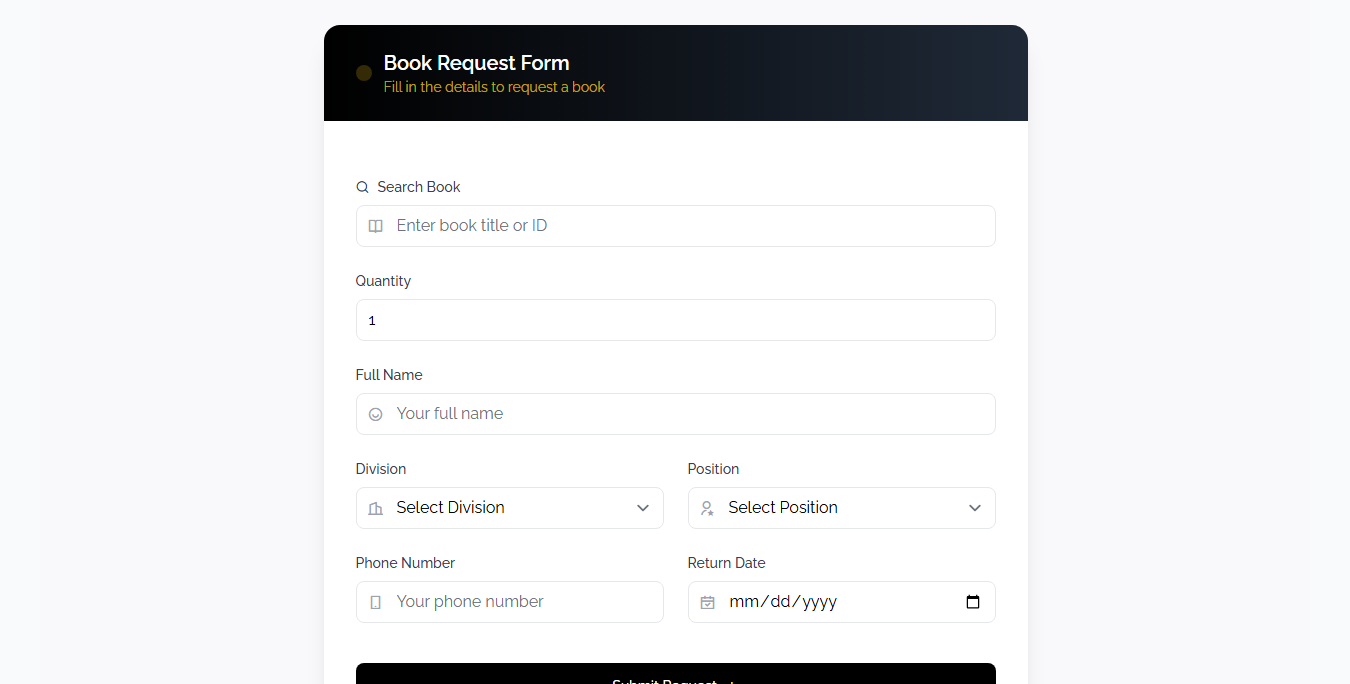 Book Request Form
Fill in the details to request a book
Search Book
Enter book title or ID
Quantity
1
Full Name
Your full name
Division
Position
Select Division
Select Position
Phone Number
Return Date
Your phone number
mm/dd/yyyy
Submit Request